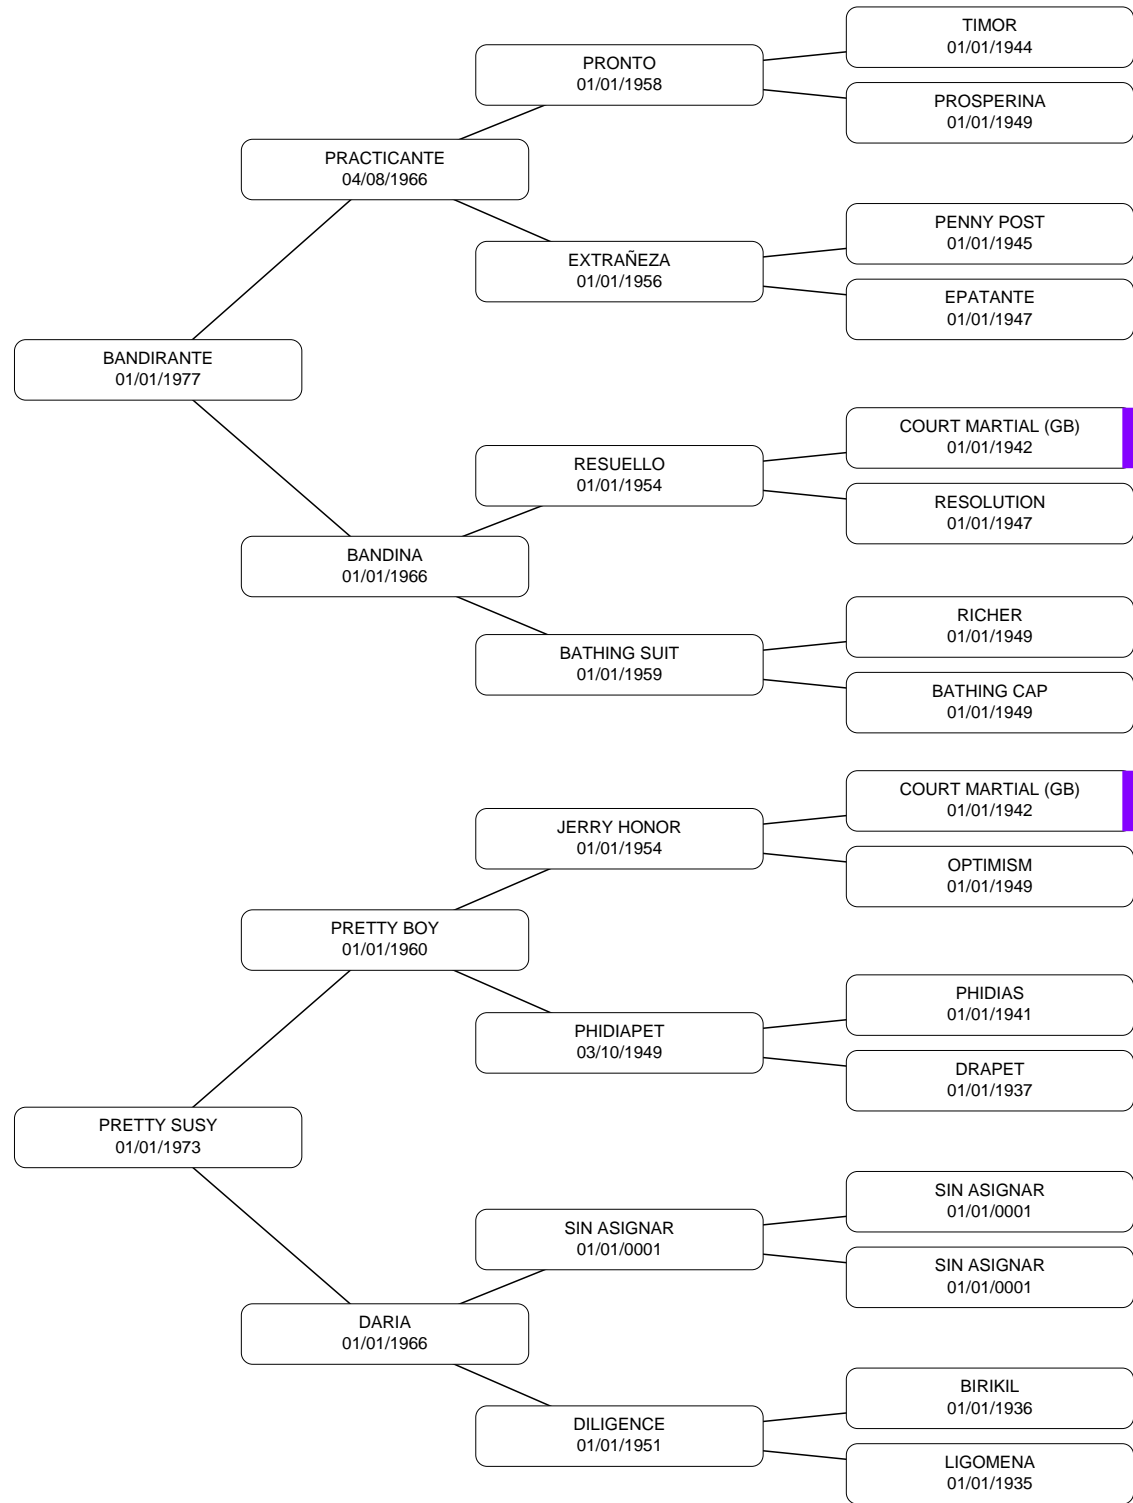 TIMOR
01/01/1944
PRONTO
01/01/1958
PROSPERINA
01/01/1949
PRACTICANTE
04/08/1966
PENNY POST
01/01/1945
EXTRAÑEZA
01/01/1956
EPATANTE
01/01/1947
BANDIRANTE
01/01/1977
COURT MARTIAL (GB)
01/01/1942
RESUELLO
01/01/1954
RESOLUTION
01/01/1947
BANDINA
01/01/1966
RICHER
01/01/1949
BATHING SUIT
01/01/1959
BATHING CAP
01/01/1949
COURT MARTIAL (GB)
01/01/1942
JERRY HONOR
01/01/1954
OPTIMISM
01/01/1949
PRETTY BOY
01/01/1960
PHIDIAS
01/01/1941
PHIDIAPET
03/10/1949
DRAPET
01/01/1937
PRETTY SUSY
01/01/1973
SIN ASIGNAR
01/01/0001
SIN ASIGNAR
01/01/0001
SIN ASIGNAR
01/01/0001
DARIA
01/01/1966
BIRIKIL
01/01/1936
DILIGENCE
01/01/1951
LIGOMENA
01/01/1935